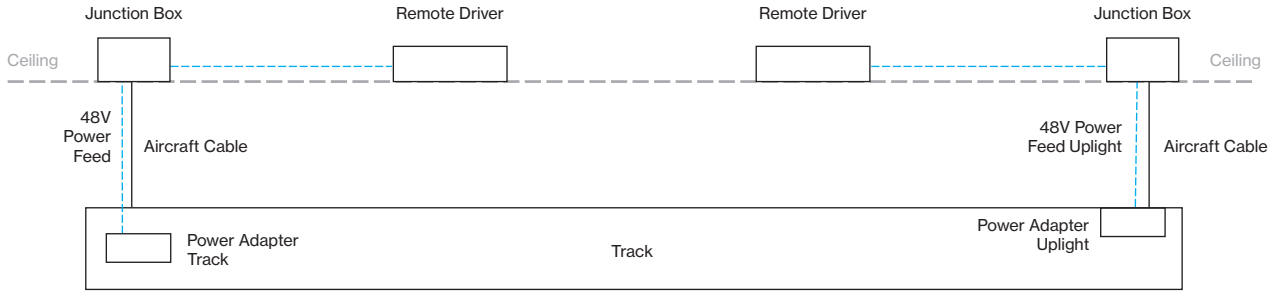 Junction Box
Remote Driver
Remote Driver
Junction Box
Ceiling
Ceiling
48V
Power
Feed
Aircraft Cable
48V Power
Feed Uplight
Aircraft Cable
Power Adapter
Track
Track
Power Adapter
Uplight